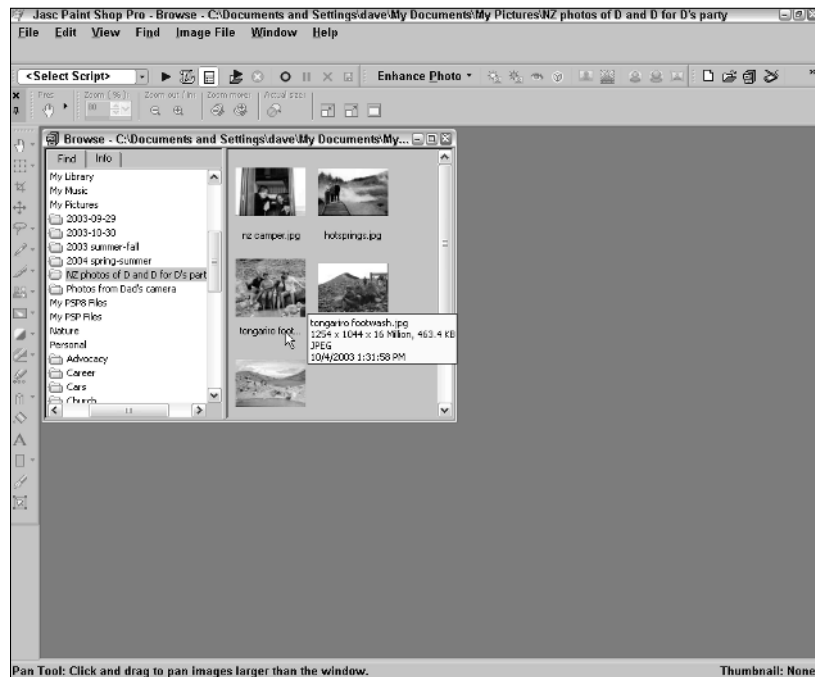 Jasc Paint Shop Pro - Browse - C:\Documents and Settings\dave\My Documents\My Pictures\NZ photos of D and D for D's party
File Edit View Find Image File Window Help
<Select Script> Enhance Photo
Pres Zoom (%): Zoom out / in: Zoom more: Actual size:
Browse - C:\Documents and Settings\dave\My Documents\My...
Find Info
My Library
My Music
My Pictures
2003-09-29
2003-10-30
2003 summer-fall
2004 spring-summer
NZ photos of D and D for D's part
Photos from Dad's camera
My PSP8 Files
My PSP Files
Nature
Personal
Advocacy
Career
Cars
Church
nz camper.jpg hotsprings.jpg
tongariro foot...
tongariro footwash.jpg
1254 x 1044 x 16 Million, 463.4 KB
JPEG
10/4/2003 1:31:58 PM
Pan Tool: Click and drag to pan images larger than the window. Thumbnail: None